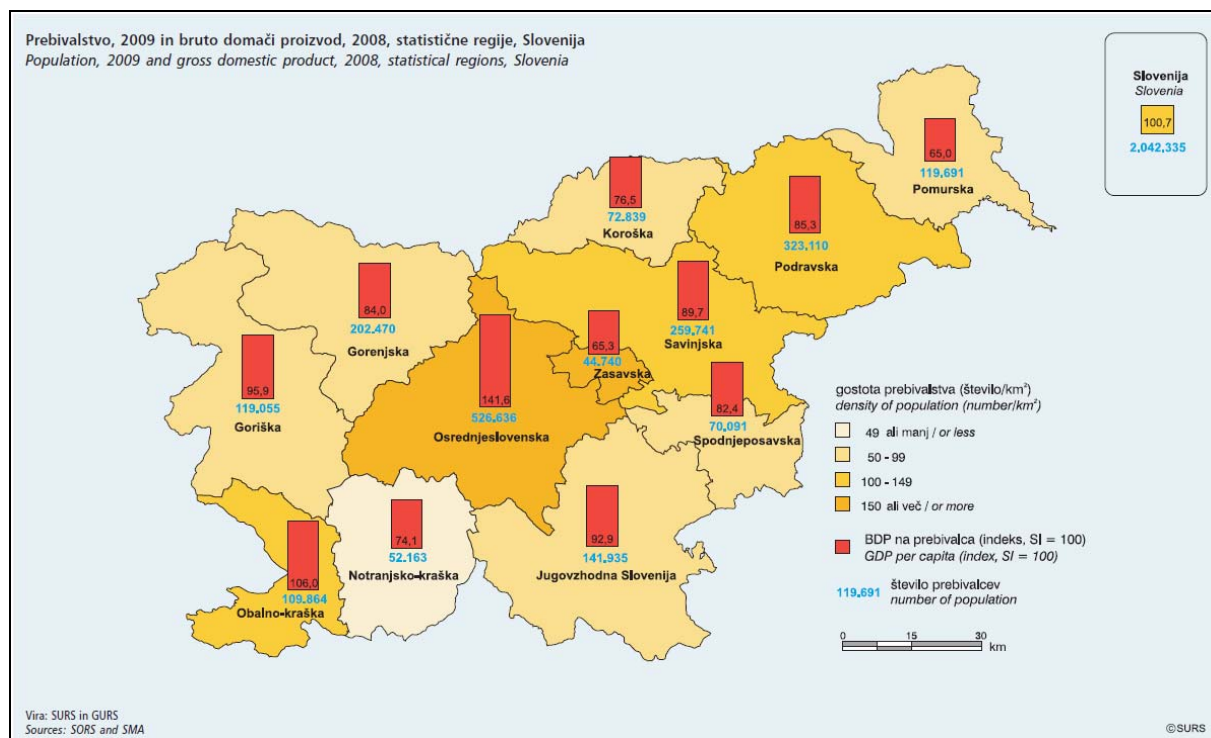 Prebivalstvo, 2009 in bruto domači proizvod, 2008, statistične regije, Slovenija
Population, 2009 and gross domestic product, 2008, statistical regions, Slovenia
Slovenija
Slovenia
100,7
2,042,335
65,0
119,691
Pomurska
76,5
72.839
Koroška
85,3
323,110
Podravska
84,0
202.470
Gorenjska
89,7
259,741
Savinjska
65,3
44.740
Zasavska
95,9
119,055
Goriška
141,6
526,636
Osrednjeslovenska
82,4
70,091
Spodnjeposavska
74,1
52.163
Notranjsko-kraška
92,9
141,935
Jugovzhodna Slovenija
106,0
109.864
Obalno-kraška
gostota prebivalstva (število/km²)
density of population (number/km²)
49 ali manj / or less
50 - 99
100 - 149
150 ali več / or more
BDP na prebivalca (indeks, SI = 100)
GDP per capita (index, SI = 100)
119.691 število prebivalcev
number of population
0 15 30
km
Vira: SURS in GURS
Sources: SORS and SMA
©SURS